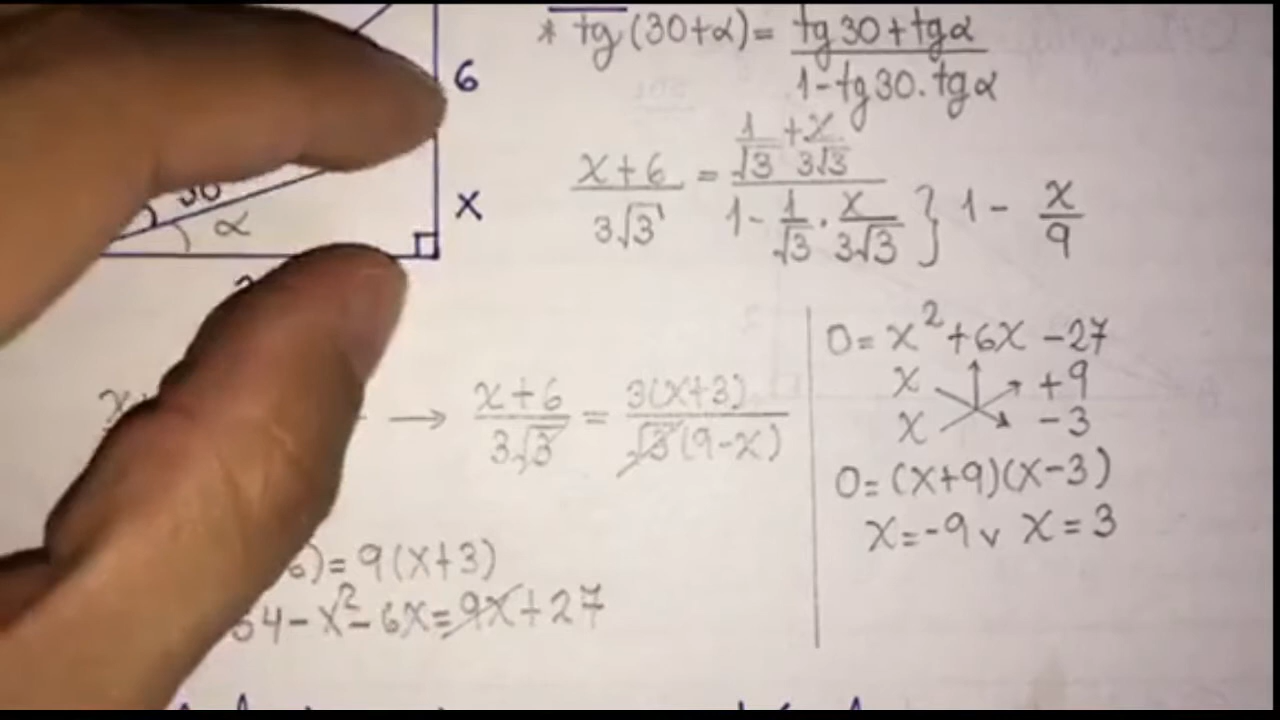 * tg(30+α) = tg30+tgα / 1-tg30.tgα
6
x+6 / 3√3 = 1/√3 + x/3√3 / 1 - 1/√3 . x/3√3 } 1 - x/9
30
α
x
→ x+6 / 3√3 = 3(x+3) / √3(9-x)
6) = 9(x+3)
54 - x² - 6x = 9x + 27
0 = x² + 6x - 27
x +9
x -3
0 = (x+9)(x-3)
x = -9 v x = 3